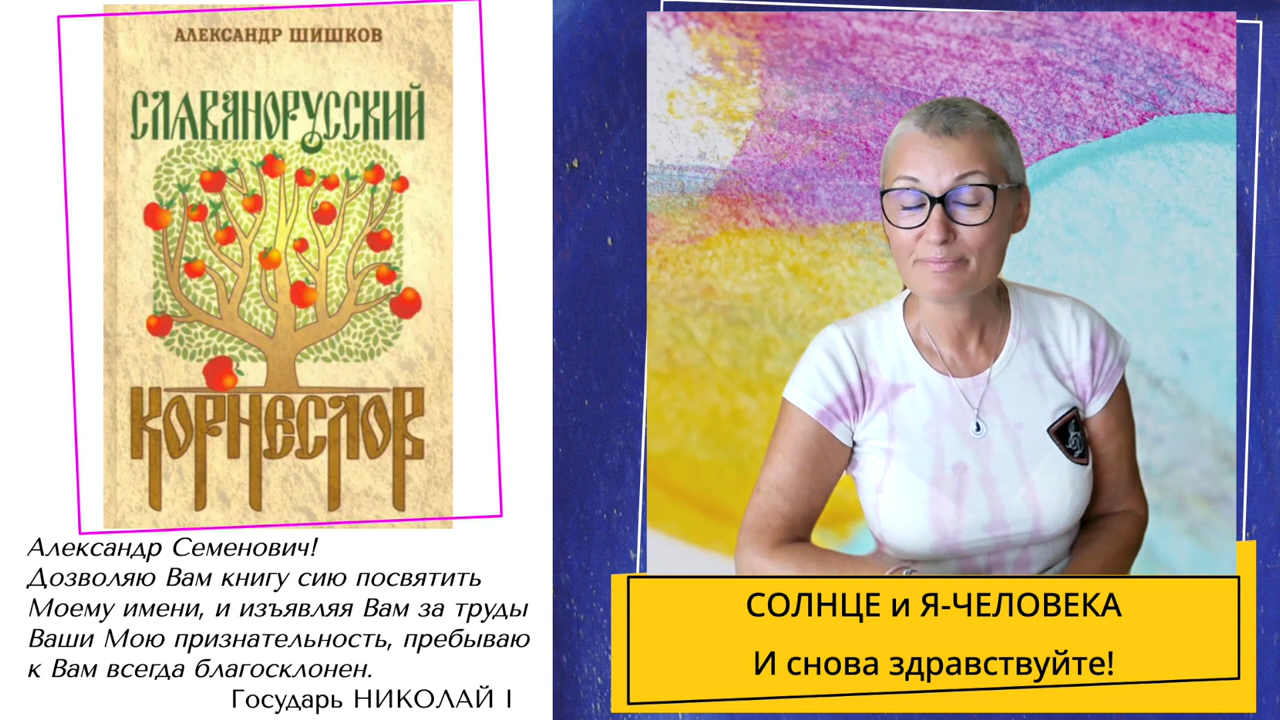 АЛЕКСАНДР ШИШКОВ
СЛАВЯНОРУССКИЙ
КОРНЕСЛОВ
Александр Семенович!
Дозволяю Вам книгу сию посвятить
Моему имени, и изъявляя Вам за труды
Ваши Мою признательность, пребываю
к Вам всегда благосклонен.
Государь НИКОЛАЙ I
СОЛНЦЕ и Я-ЧЕЛОВЕКА
И снова здравствуйте!